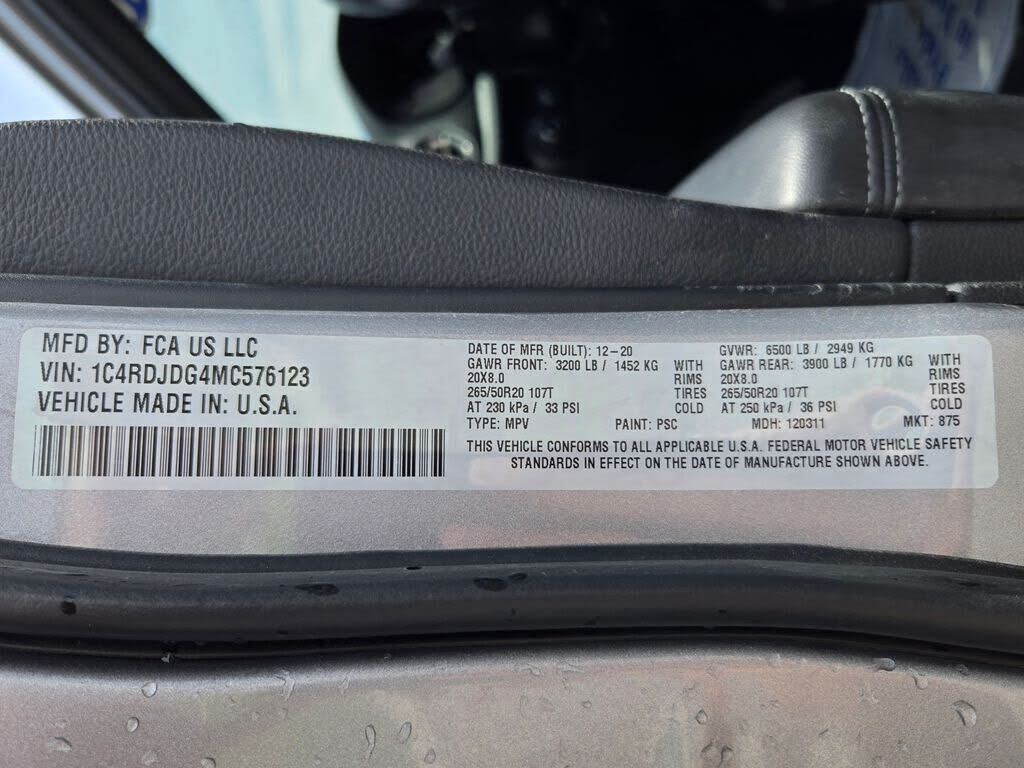 MFD BY: FCA US LLC
VIN: 1C4RDJDG4MC576123
VEHICLE MADE IN: U.S.A.
DATE OF MFR (BUILT): 12-20 GVWR: 6500 LB / 2949 KG
GAWR FRONT: 3200 LB / 1452 KG WITH GAWR REAR: 3900 LB / 1770 KG WITH
20X8.0 RIMS 20X8.0 RIMS
265/50R20 107T TIRES 265/50R20 107T TIRES
AT 230 kPa / 33 PSI COLD AT 250 kPa / 36 PSI COLD
TYPE: MPV PAINT: PSC MDH: 120311 MKT: 875
THIS VEHICLE CONFORMS TO ALL APPLICABLE U.S.A. FEDERAL MOTOR VEHICLE SAFETY
STANDARDS IN EFFECT ON THE DATE OF MANUFACTURE SHOWN ABOVE.